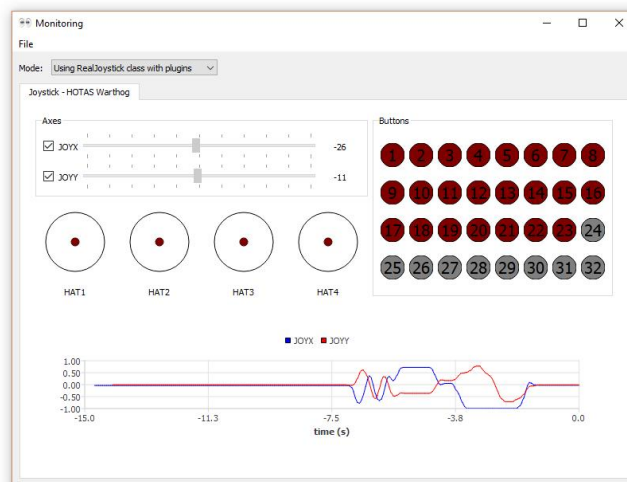 Monitoring
File
Mode: Using RealJoystick class with plugins
Joystick - HOTAS Warthog
Axes
JOYX -26
JOYY -11
HAT1 HAT2 HAT3 HAT4
Buttons
1 2 3 4 5 6 7 8
9 10 11 12 13 14 15 16
17 18 19 20 21 22 23 24
25 26 27 28 29 30 31 32
JOYX JOYY
1.00
0.50
0.00
-0.50
-1.00
-15.0 -11.3 -7.5 -3.8 0.0
time (s)